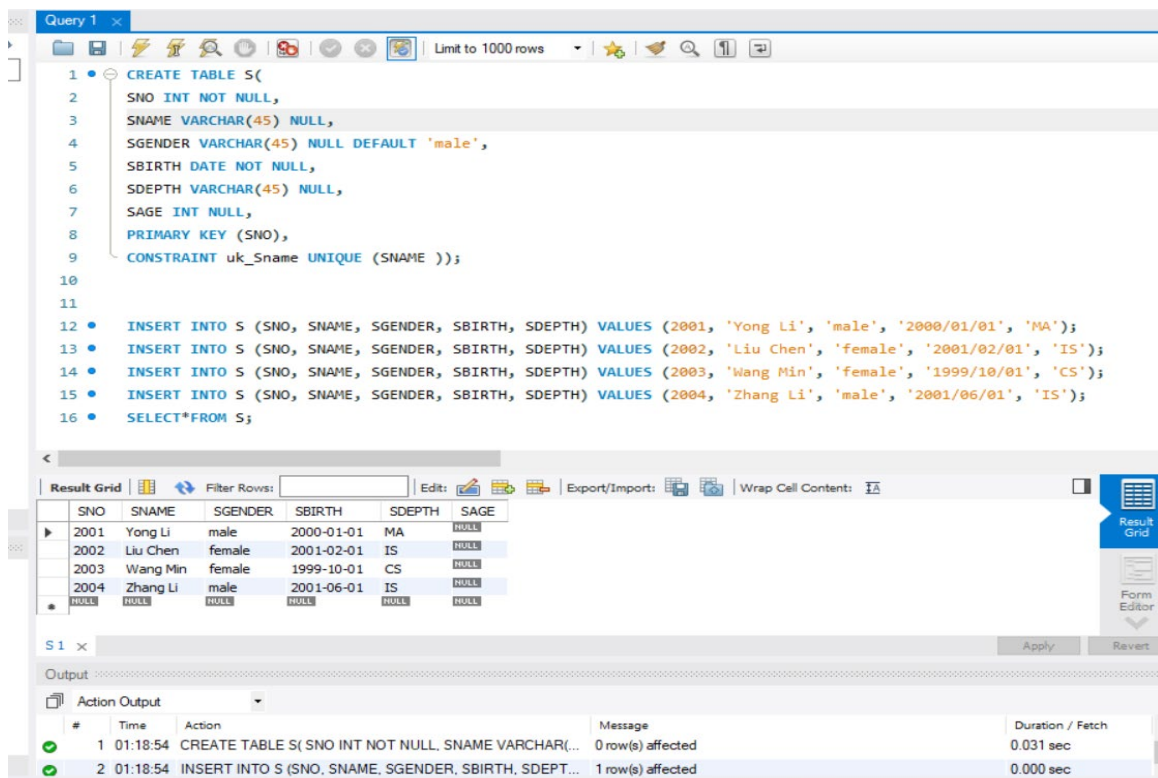 Query 1
Limit to 1000 rows
1 CREATE TABLE S(
2 SNO INT NOT NULL,
3 SNAME VARCHAR(45) NULL,
4 SGENDER VARCHAR(45) NULL DEFAULT 'male',
5 SBIRTH DATE NOT NULL,
6 SDEPTH VARCHAR(45) NULL,
7 SAGE INT NULL,
8 PRIMARY KEY (SNO),
9 CONSTRAINT uk_Sname UNIQUE (SNAME ));
10
11
12 INSERT INTO S (SNO, SNAME, SGENDER, SBIRTH, SDEPTH) VALUES (2001, 'Yong Li', 'male', '2000/01/01', 'MA');
13 INSERT INTO S (SNO, SNAME, SGENDER, SBIRTH, SDEPTH) VALUES (2002, 'Liu Chen', 'female', '2001/02/01', 'IS');
14 INSERT INTO S (SNO, SNAME, SGENDER, SBIRTH, SDEPTH) VALUES (2003, 'Wang Min', 'female', '1999/10/01', 'CS');
15 INSERT INTO S (SNO, SNAME, SGENDER, SBIRTH, SDEPTH) VALUES (2004, 'Zhang Li', 'male', '2001/06/01', 'IS');
16 SELECT*FROM S;
Result Grid Filter Rows: Edit: Export/Import: Wrap Cell Content:
SNO SNAME SGENDER SBIRTH SDEPTH SAGE
2001 Yong Li male 2000-01-01 MA NULL
2002 Liu Chen female 2001-02-01 IS NULL
2003 Wang Min female 1999-10-01 CS NULL
2004 Zhang Li male 2001-06-01 IS NULL
NULL NULL NULL NULL NULL NULL
Result
Grid
Form
Editor
S 1
Apply Revert
Output
Action Output
# Time Action Message Duration / Fetch
1 01:18:54 CREATE TABLE S( SNO INT NOT NULL, SNAME VARCHAR(... 0 row(s) affected 0.031 sec
2 01:18:54 INSERT INTO S (SNO, SNAME, SGENDER, SBIRTH, SDEPT... 1 row(s) affected 0.000 sec